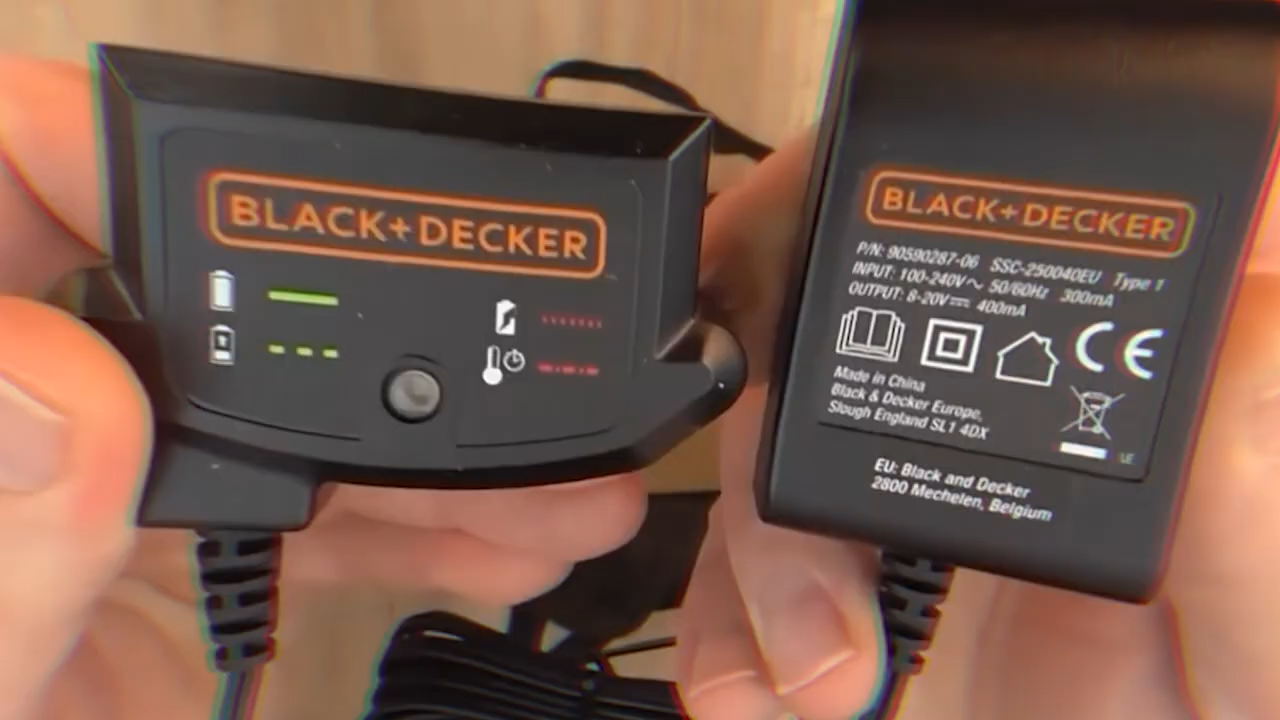 BLACK+DECKER
BLACK+DECKER
P/N: 90590287-06 SSC-250040EU Type 1
INPUT: 100-240V~ 50/60Hz 300mA
OUTPUT: 8-20V⎓ 400mA
CE
Made in China
Black & Decker Europe,
Slough England SL1 4DX
EU: Black and Decker
2800 Mechelen, Belgium